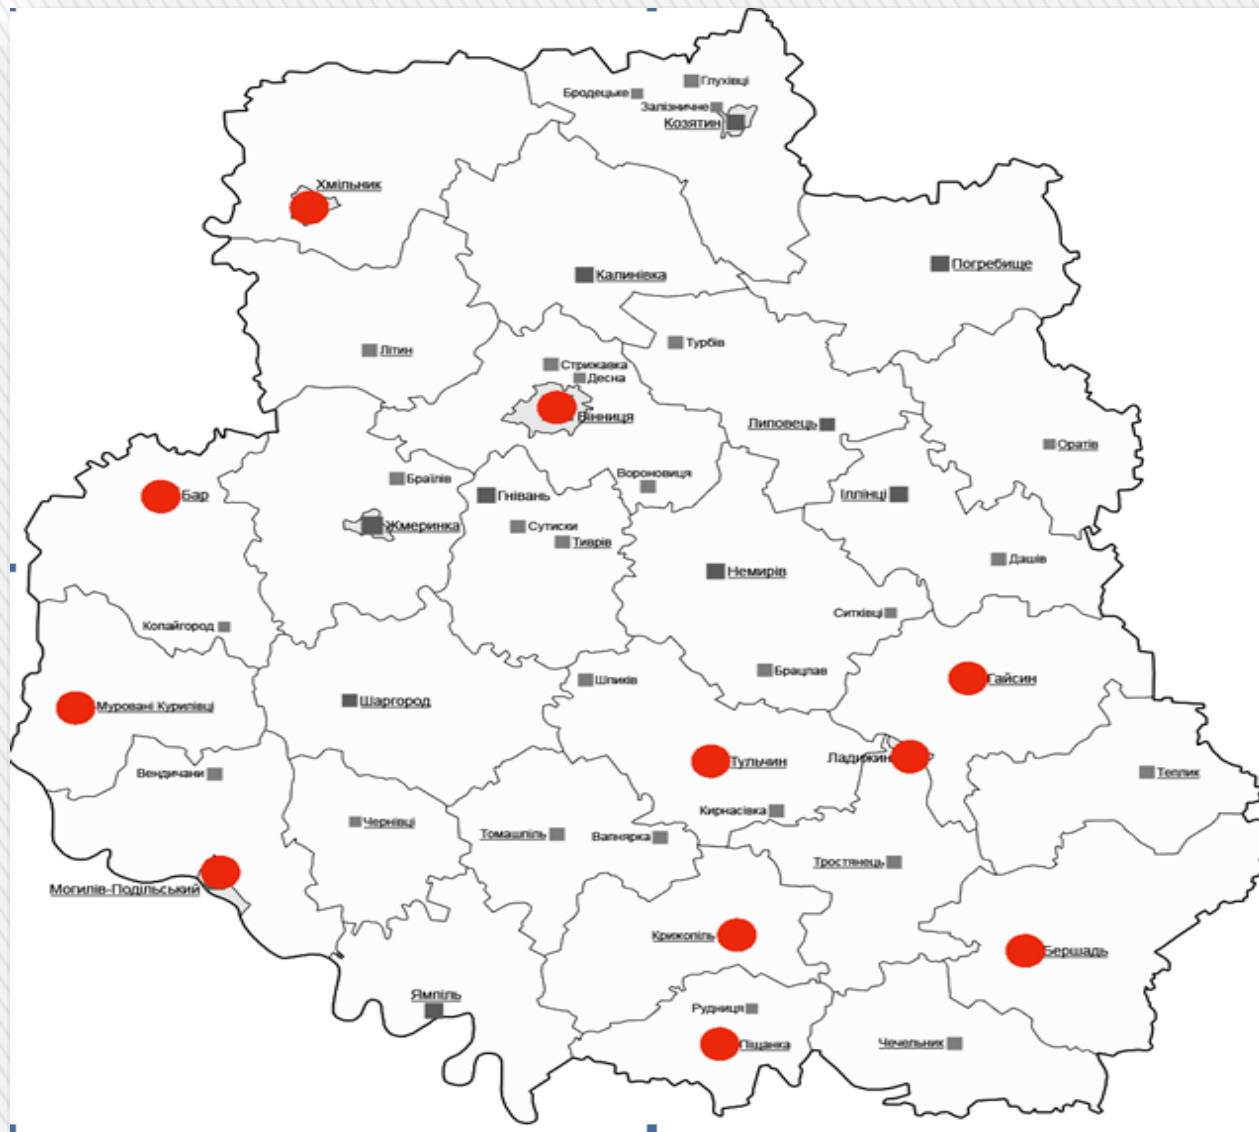 Глухівці
Бродецьке
Залізничне
Козятин
Хмільник
Погребище
Калинівка
Турбів
Літин
Стрижавка
Десна
Вінниця
Липовець
Оратів
Вороновиця
Браїлів
Бар
Гнівань
Іллінці
Жмеринка
Сутиски
Тиврів
Дашів
Немирів
Ситківці
Копайгород
Брацлав
Гайсин
Шпиків
Шаргород
Муровані Курилівці
Ладижин
Тульчин
Теплик
Вендичани
Кирнасівка
Чернівці
Томашпіль
Вапнярка
Тростянець
Могилів-Подільський
Крижопіль
Бершадь
Ямпіль
Рудниця
Піщанка
Чечельник